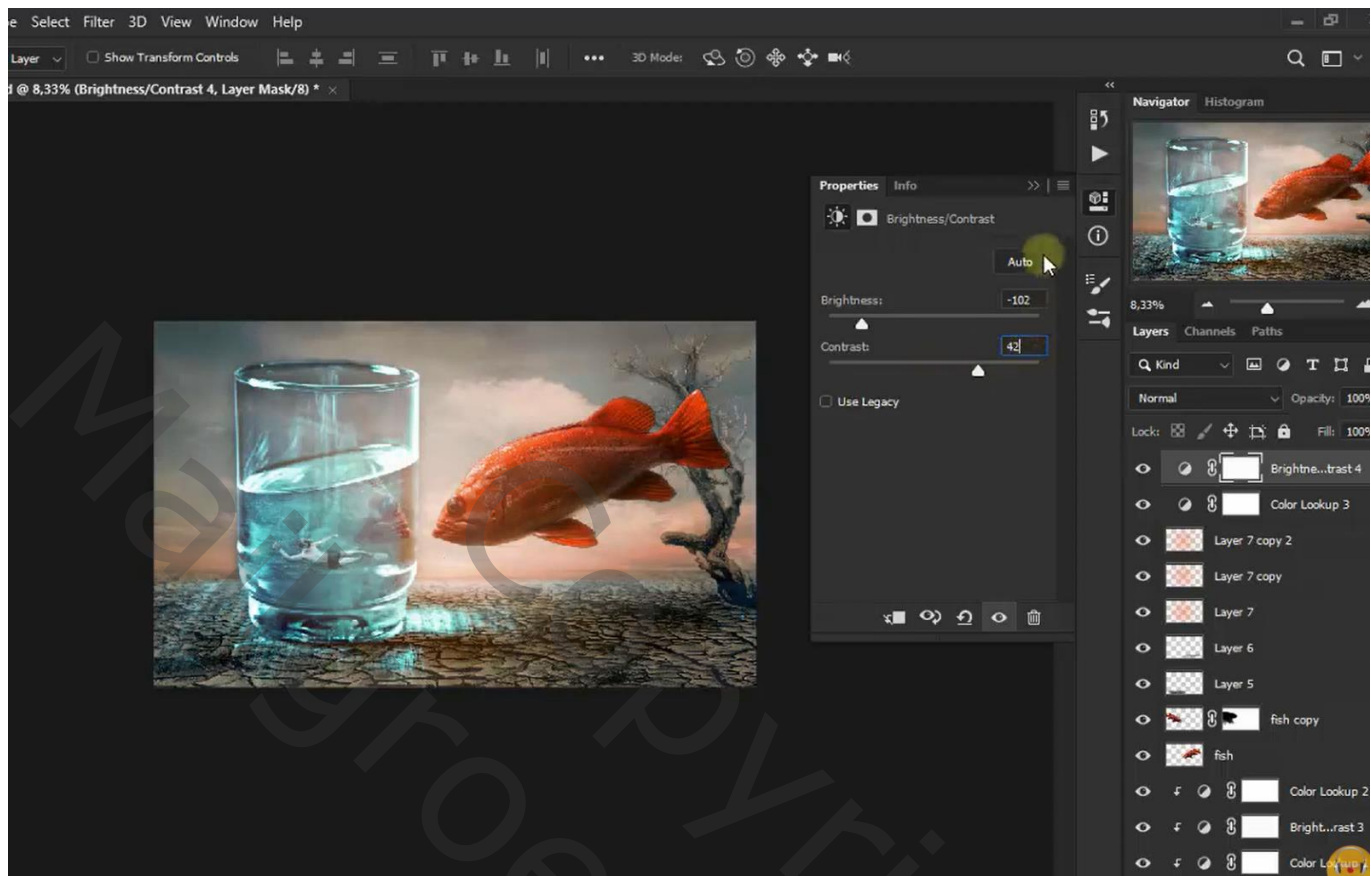 Select Filter 3D View Window Help
Layer Show Transform Controls ••• 3D Mode:
@ 8,33% (Brightness/Contrast 4, Layer Mask/8) * ×
Navigator Histogram
Properties Info
Brightness/Contrast
Auto
Brightness: -102
Contrast: 42
Use Legacy
8,33%
Layers Channels Paths
Kind
Normal Opacity: 100%
Lock: Fill: 100%
Brightne...trast 4
Color Lookup 3
Layer 7 copy 2
Layer 7 copy
Layer 7
Layer 6
Layer 5
fish copy
fish
Color Lookup 2
Bright...rast 3
Color Lookup